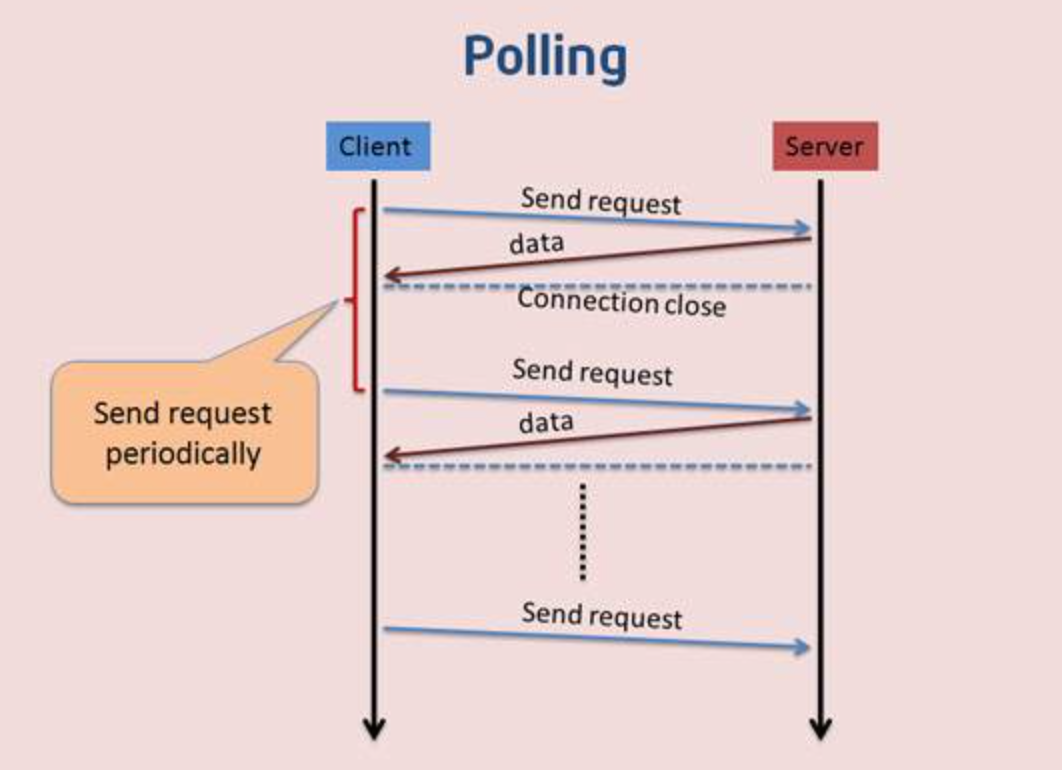 Polling
Client
Server
Send request
data
Connection close
Send request
data
Send request
periodically
Send request